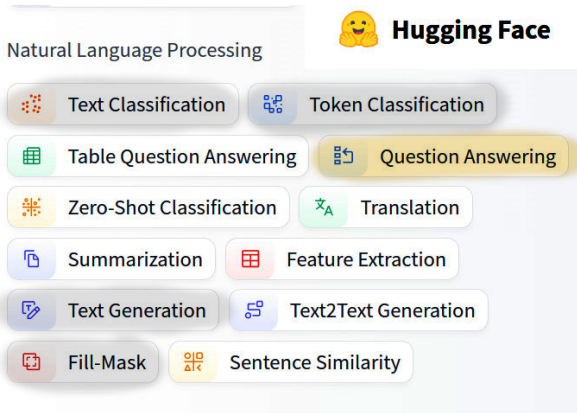 Hugging Face
Natural Language Processing
Text Classification
Token Classification
Table Question Answering
Question Answering
Zero-Shot Classification
Translation
Summarization
Feature Extraction
Text Generation
Text2Text Generation
Fill-Mask
Sentence Similarity